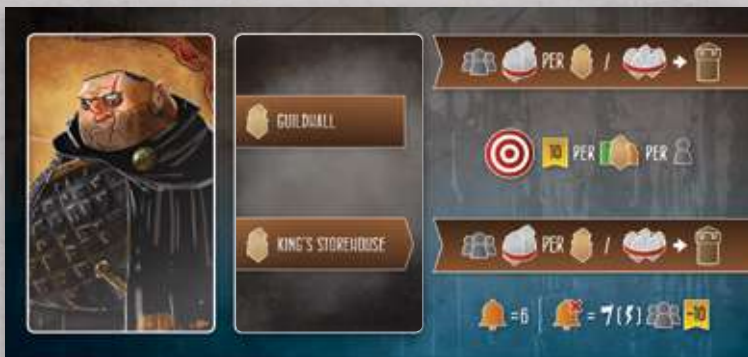 PER /
GUILDHALL
10 PER PER
KING'S STOREHOUSE
PER /
=6 = 7(5) -10